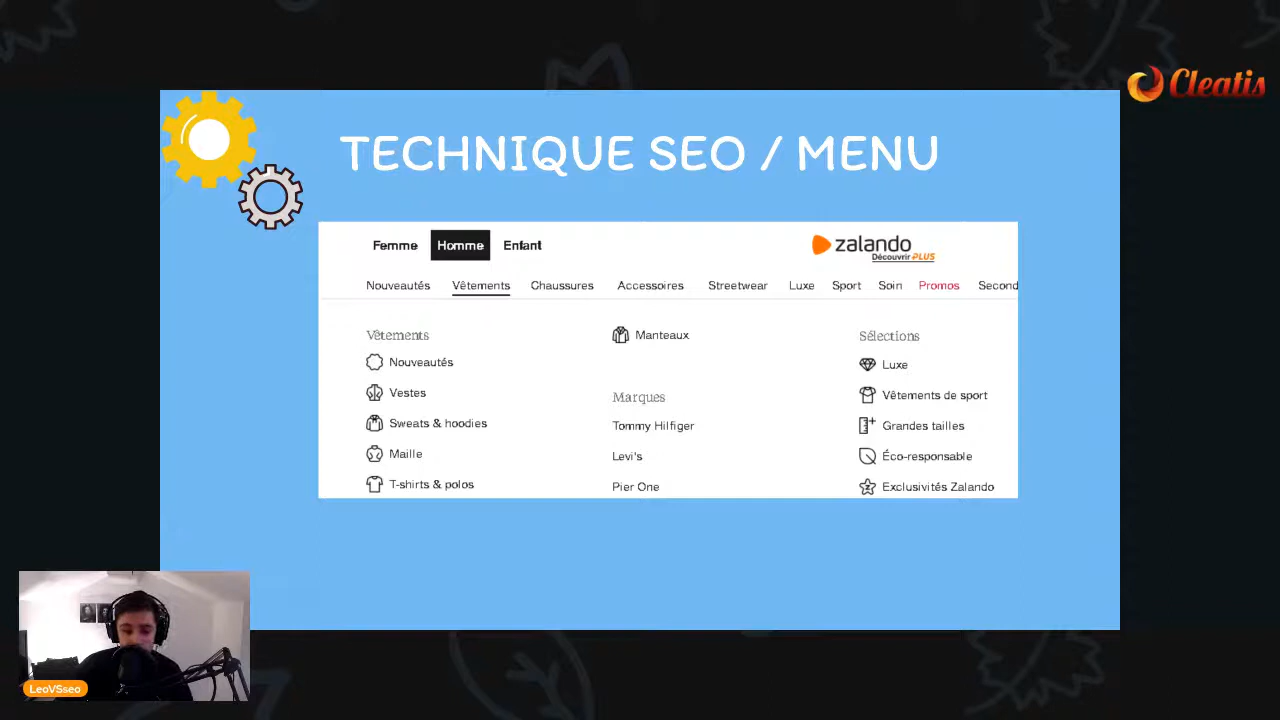 Cleatis
TECHNIQUE SEO / MENU
Femme Homme Enfant
zalando
Découvrir PLUS
Nouveautés Vêtements Chaussures Accessoires Streetwear Luxe Sport Soin Promos Second
Vêtements
Nouveautés
Vestes
Sweats & hoodies
Maille
T-shirts & polos
Manteaux
Marques
Tommy Hilfiger
Levi's
Pier One
Sélections
Luxe
Vêtements de sport
Grandes tailles
Éco-responsable
Exclusivités Zalando
LeoVSseo